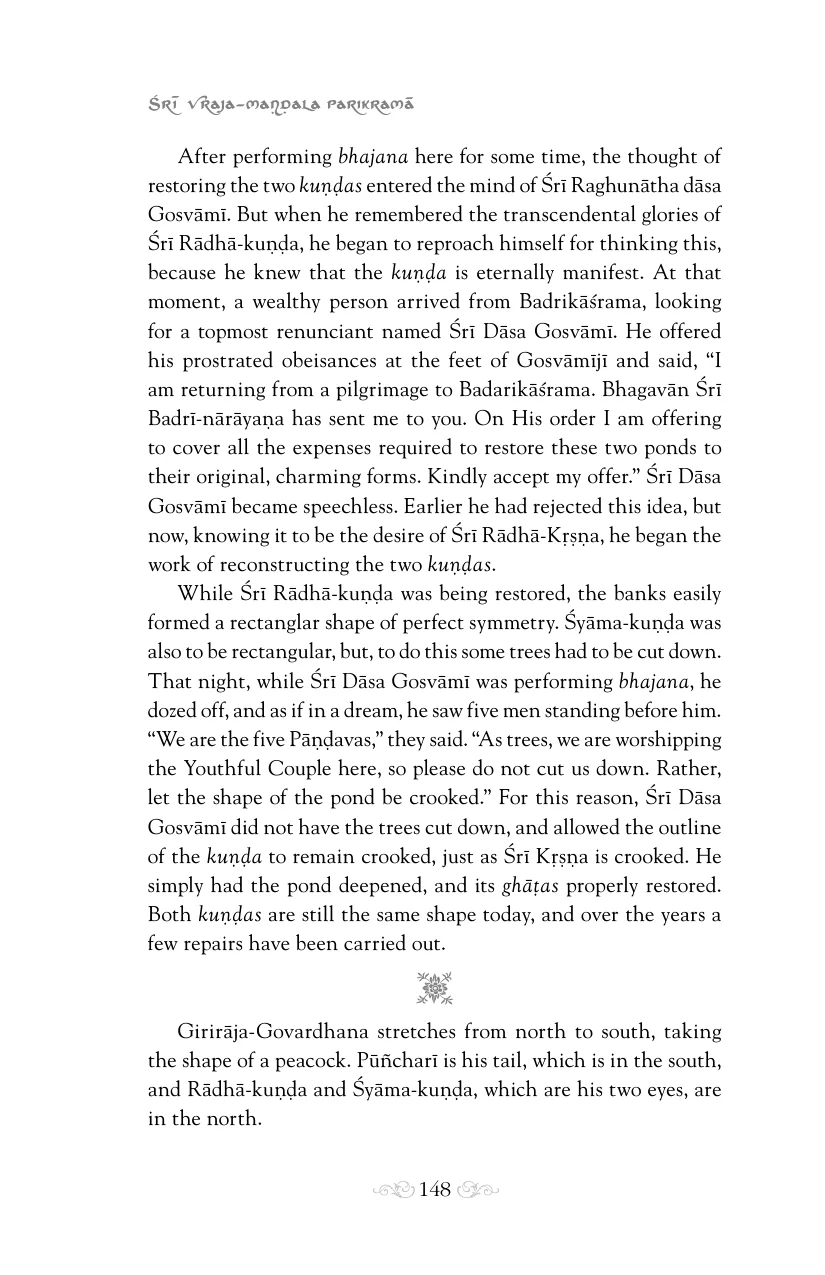 Śrī Vraja-maṇḍala Parikramā
After performing bhajana here for some time, the thought of
restoring the two kuṇḍas entered the mind of Śrī Raghunātha dāsa
Gosvāmī. But when he remembered the transcendental glories of
Śrī Rādhā-kuṇḍa, he began to reproach himself for thinking this,
because he knew that the kuṇḍa is eternally manifest. At that
moment, a wealthy person arrived from Badrikāśrama, looking
for a topmost renunciant named Śrī Dāsa Gosvāmī. He offered
his prostrated obeisances at the feet of Gosvāmījī and said, “I
am returning from a pilgrimage to Badarikāśrama. Bhagavān Śrī
Badrī-nārāyaṇa has sent me to you. On His order I am offering
to cover all the expenses required to restore these two ponds to
their original, charming forms. Kindly accept my offer.” Śrī Dāsa
Gosvāmī became speechless. Earlier he had rejected this idea, but
now, knowing it to be the desire of Śrī Rādhā-Kṛṣṇa, he began the
work of reconstructing the two kuṇḍas.
While Śrī Rādhā-kuṇḍa was being restored, the banks easily
formed a rectanglar shape of perfect symmetry. Śyāma-kuṇḍa was
also to be rectangular, but, to do this some trees had to be cut down.
That night, while Śrī Dāsa Gosvāmī was performing bhajana, he
dozed off, and as if in a dream, he saw five men standing before him.
“We are the five Pāṇḍavas,” they said. “As trees, we are worshipping
the Youthful Couple here, so please do not cut us down. Rather,
let the shape of the pond be crooked.” For this reason, Śrī Dāsa
Gosvāmī did not have the trees cut down, and allowed the outline
of the kuṇḍa to remain crooked, just as Śrī Kṛṣṇa is crooked. He
simply had the pond deepened, and its ghāṭas properly restored.
Both kuṇḍas are still the same shape today, and over the years a
few repairs have been carried out.
Girirāja-Govardhana stretches from north to south, taking
the shape of a peacock. Pūñcharī is his tail, which is in the south,
and Rādhā-kuṇḍa and Śyāma-kuṇḍa, which are his two eyes, are
in the north.
148